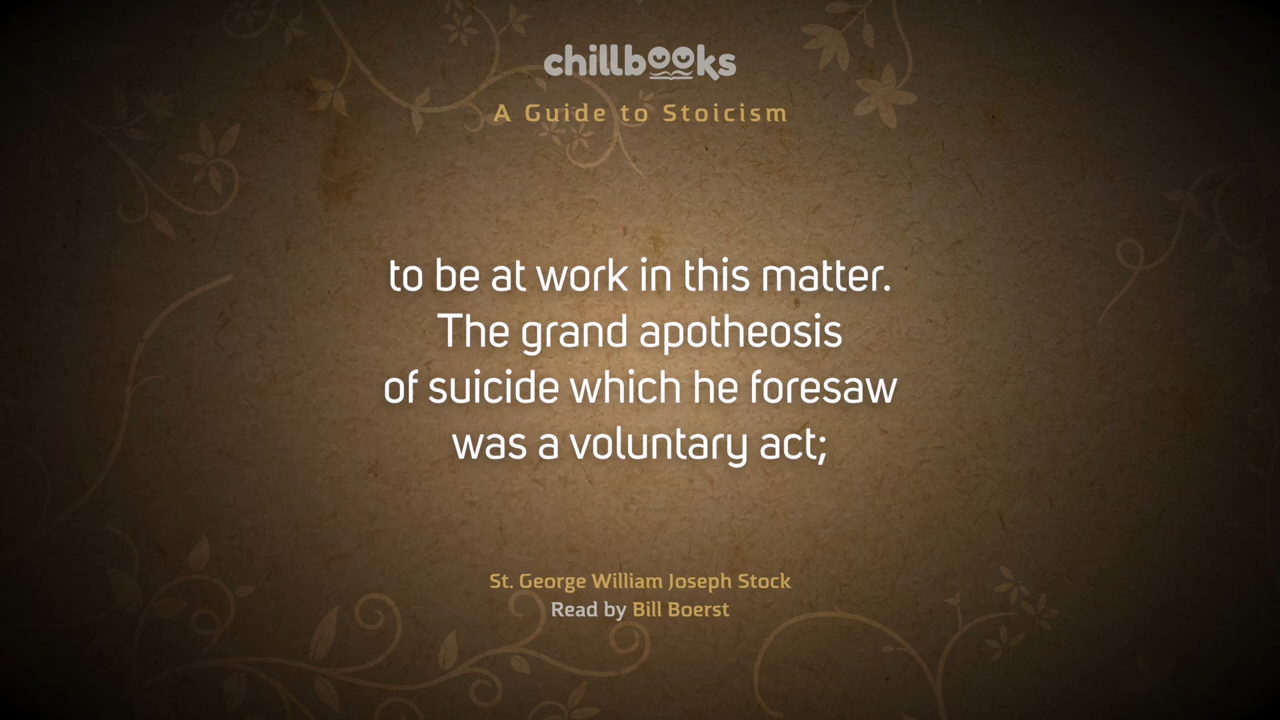 chillbooks
A Guide to Stoicism
to be at work in this matter.
The grand apotheosis
of suicide which he foresaw
was a voluntary act;
St. George William Joseph Stock
Read by Bill Boerst